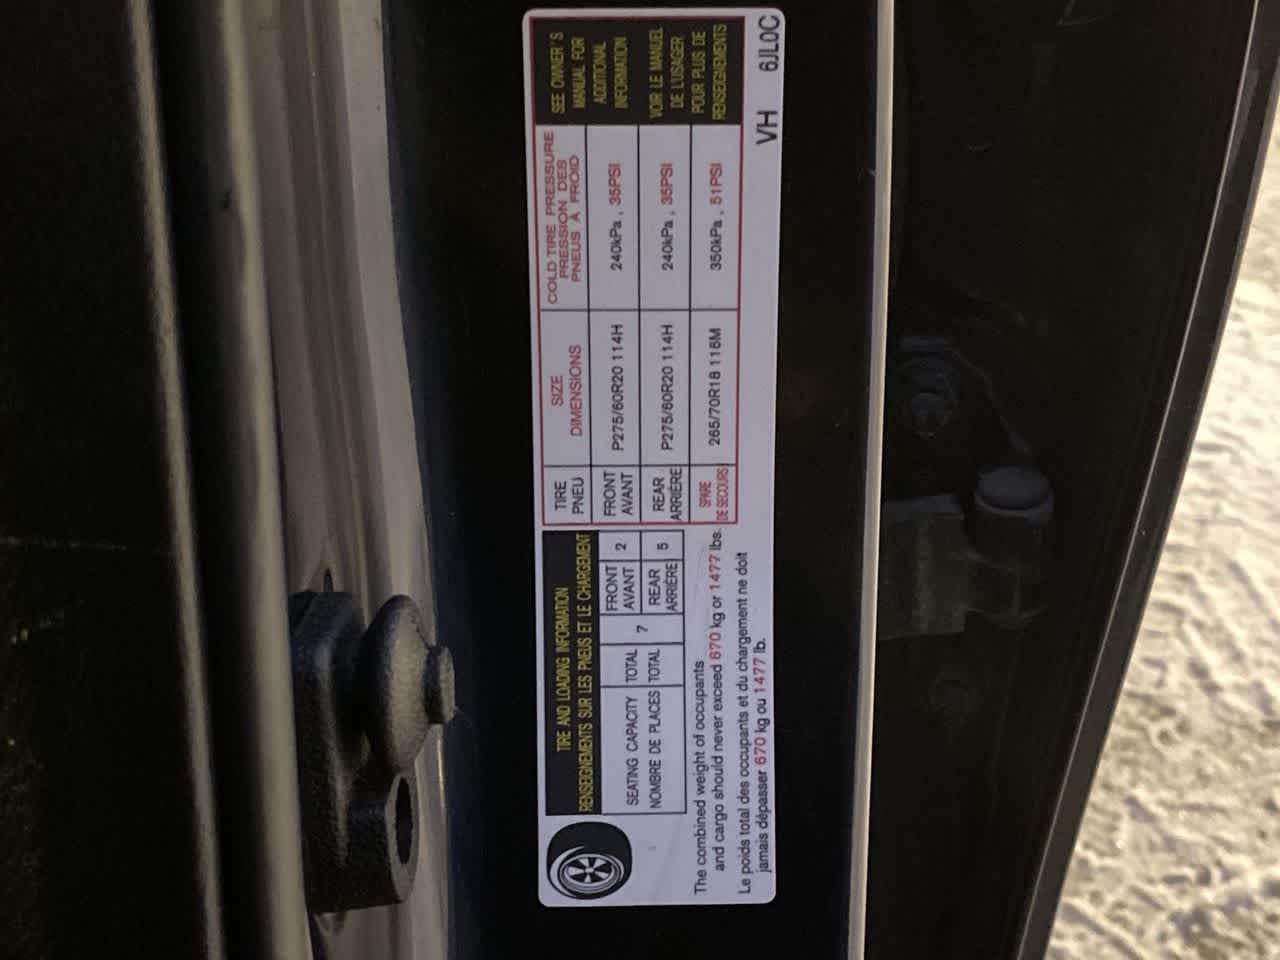 TIRE AND LOADING INFORMATION
RENSEIGNEMENTS SUR LES PNEUS ET LE CHARGEMENT
SEATING CAPACITY TOTAL 7 FRONT 2
NOMBRE DE PLACES TOTAL AVANT
REAR 5
ARRIÈRE
The combined weight of occupants
and cargo should never exceed 670 kg or 1477 lbs.
Le poids total des occupants et du chargement ne doit
jamais dépasser 670 kg ou 1477 lb.
TIRE SIZE COLD TIRE PRESSURE
PNEU DIMENSIONS PRESSION DES
PNEUS À FROID
FRONT P275/60R20 114H 240kPa , 35PSI
AVANT
REAR P275/60R20 114H 240kPa , 35PSI
ARRIÈRE
SPARE 265/70R18 116M 350kPa , 51PSI
DE SECOURS
SEE OWNER'S
MANUAL FOR
ADDITIONAL
INFORMATION
VOIR LE MANUEL
DE L'USAGER
POUR PLUS DE
RENSEIGNEMENTS
VH 6JL0C